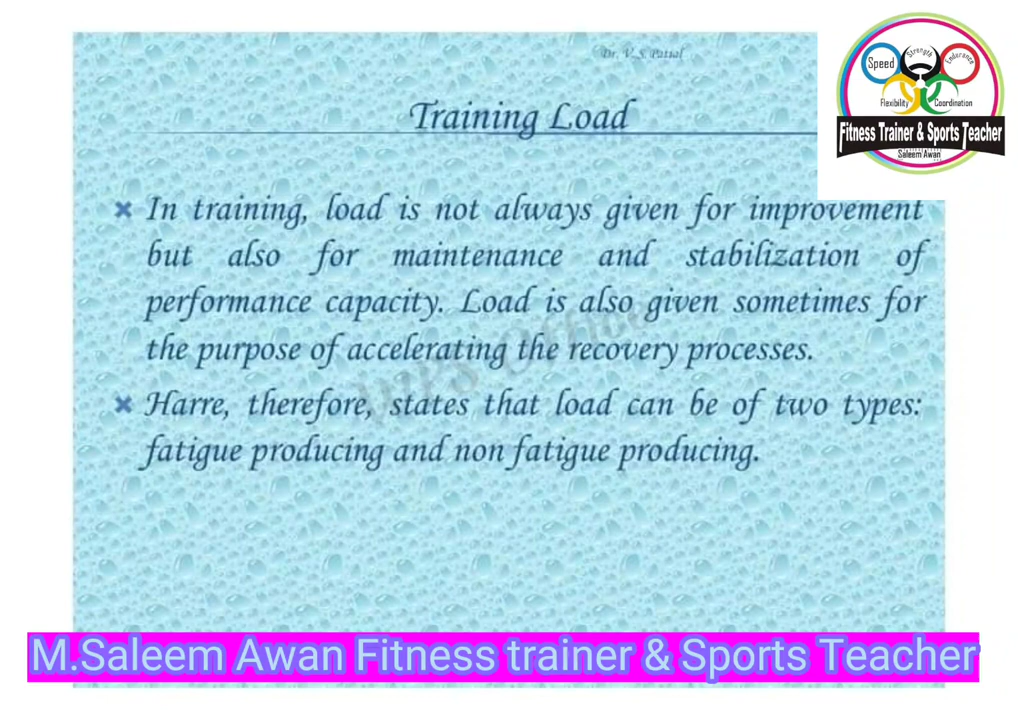 Dr. V. S. Patial
Speed
Strength
Endurance
Flexibility
Coordination
Fitness Trainer & Sports Teacher
Saleem Awan
Training Load
In training, load is not always given for improvement
but also for maintenance and stabilization of
performance capacity. Load is also given sometimes for
the purpose of accelerating the recovery processes.
WPS Office
Harre, therefore, states that load can be of two types:
fatigue producing and non fatigue producing.
M.Saleem Awan Fitness trainer & Sports Teacher